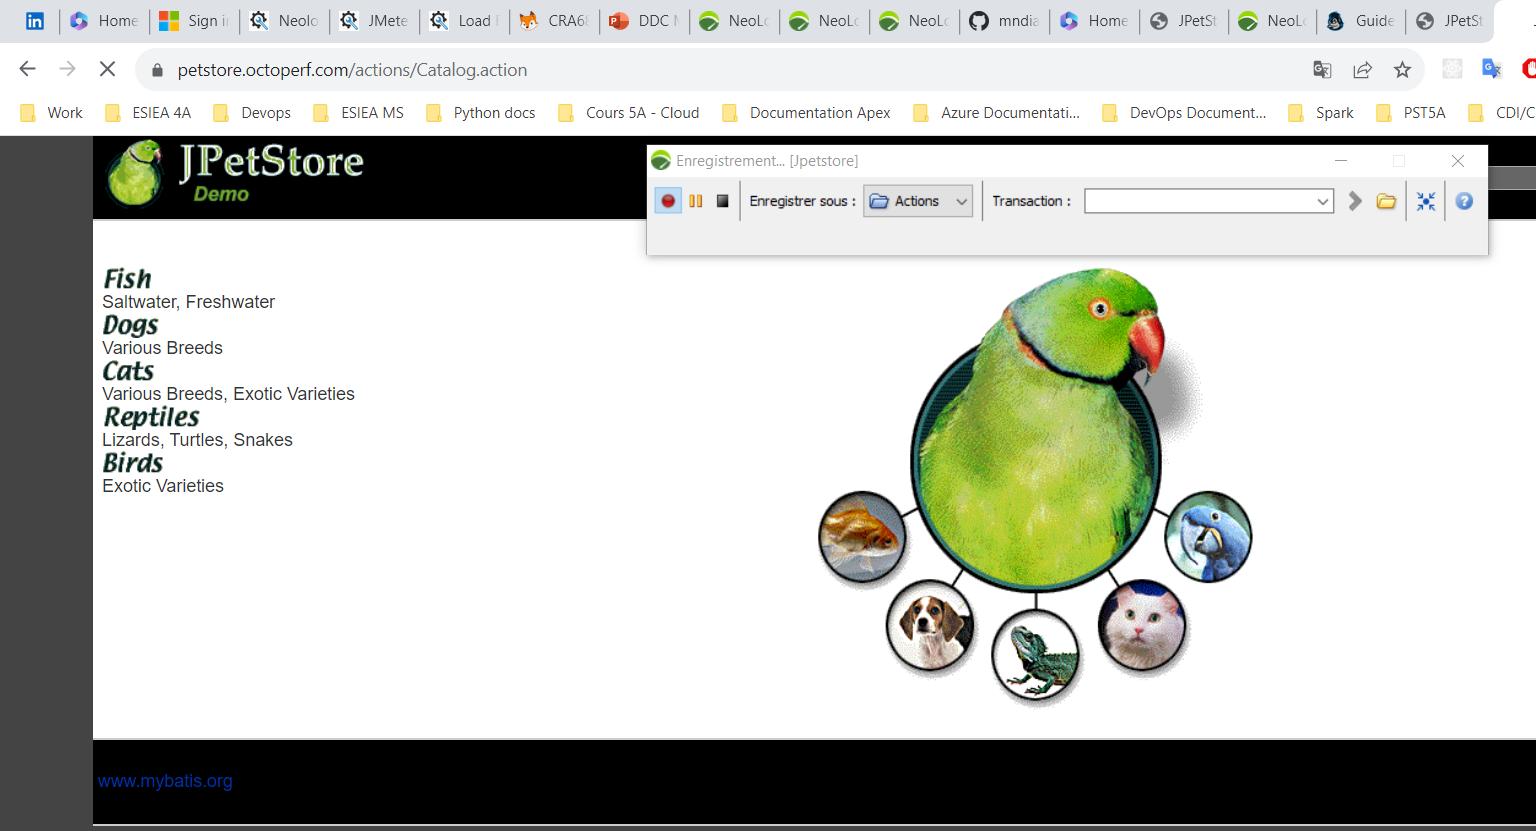 Home
Sign in
Neolo
JMete
Load
CRA68
DDC
NeoLo
NeoLo
NeoLo
mndia
Home
JPetSt
NeoLo
Guide
JPetSt
petstore.octoperf.com/actions/Catalog.action
Work ESIEA 4A Devops ESIEA MS Python docs Cours 5A - Cloud Documentation Apex Azure Documentati... DevOps Document... Spark PST5A CDI/C
JPetStore
Demo
Enregistrement... [Jpetstore]
Enregistrer sous : Actions Transaction :
Fish
Saltwater, Freshwater
Dogs
Various Breeds
Cats
Various Breeds, Exotic Varieties
Reptiles
Lizards, Turtles, Snakes
Birds
Exotic Varieties
www.mybatis.org